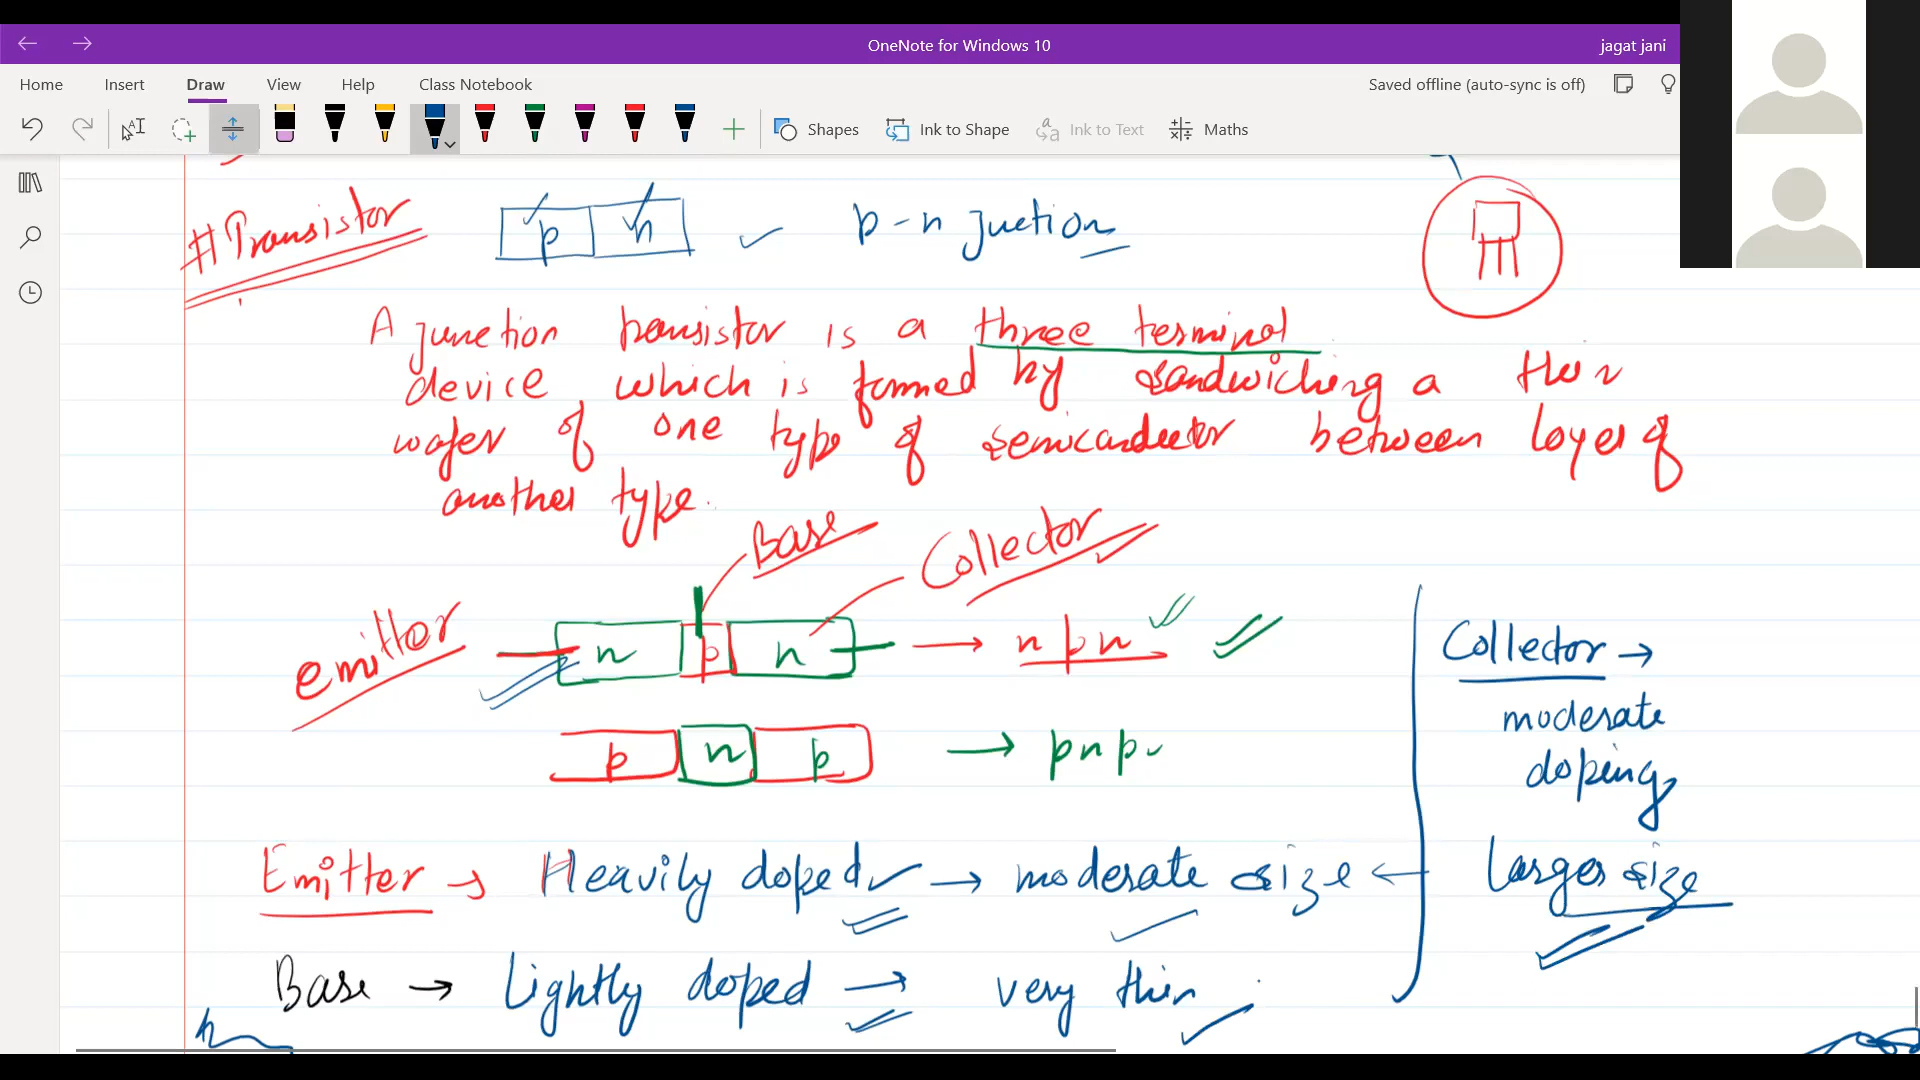 OneNote for Windows 10
jagat jani
Home Insert Draw View Help Class Notebook
Saved offline (auto-sync is off)
Shapes Ink to Shape Ink to Text Maths
#Transistor
p n
p-n juction
A junction transistor is a three terminal
device which is formed by sandwiching a thin
wafer of one type of semicanductor between layer of
another type.
Base
Collector
emitter
n p n → npn
p n p → pnp
Collector →
moderate
doping,
larger size
Emitter → Heavily doped → moderate size ←
Base → Lightly doped → very thin
n